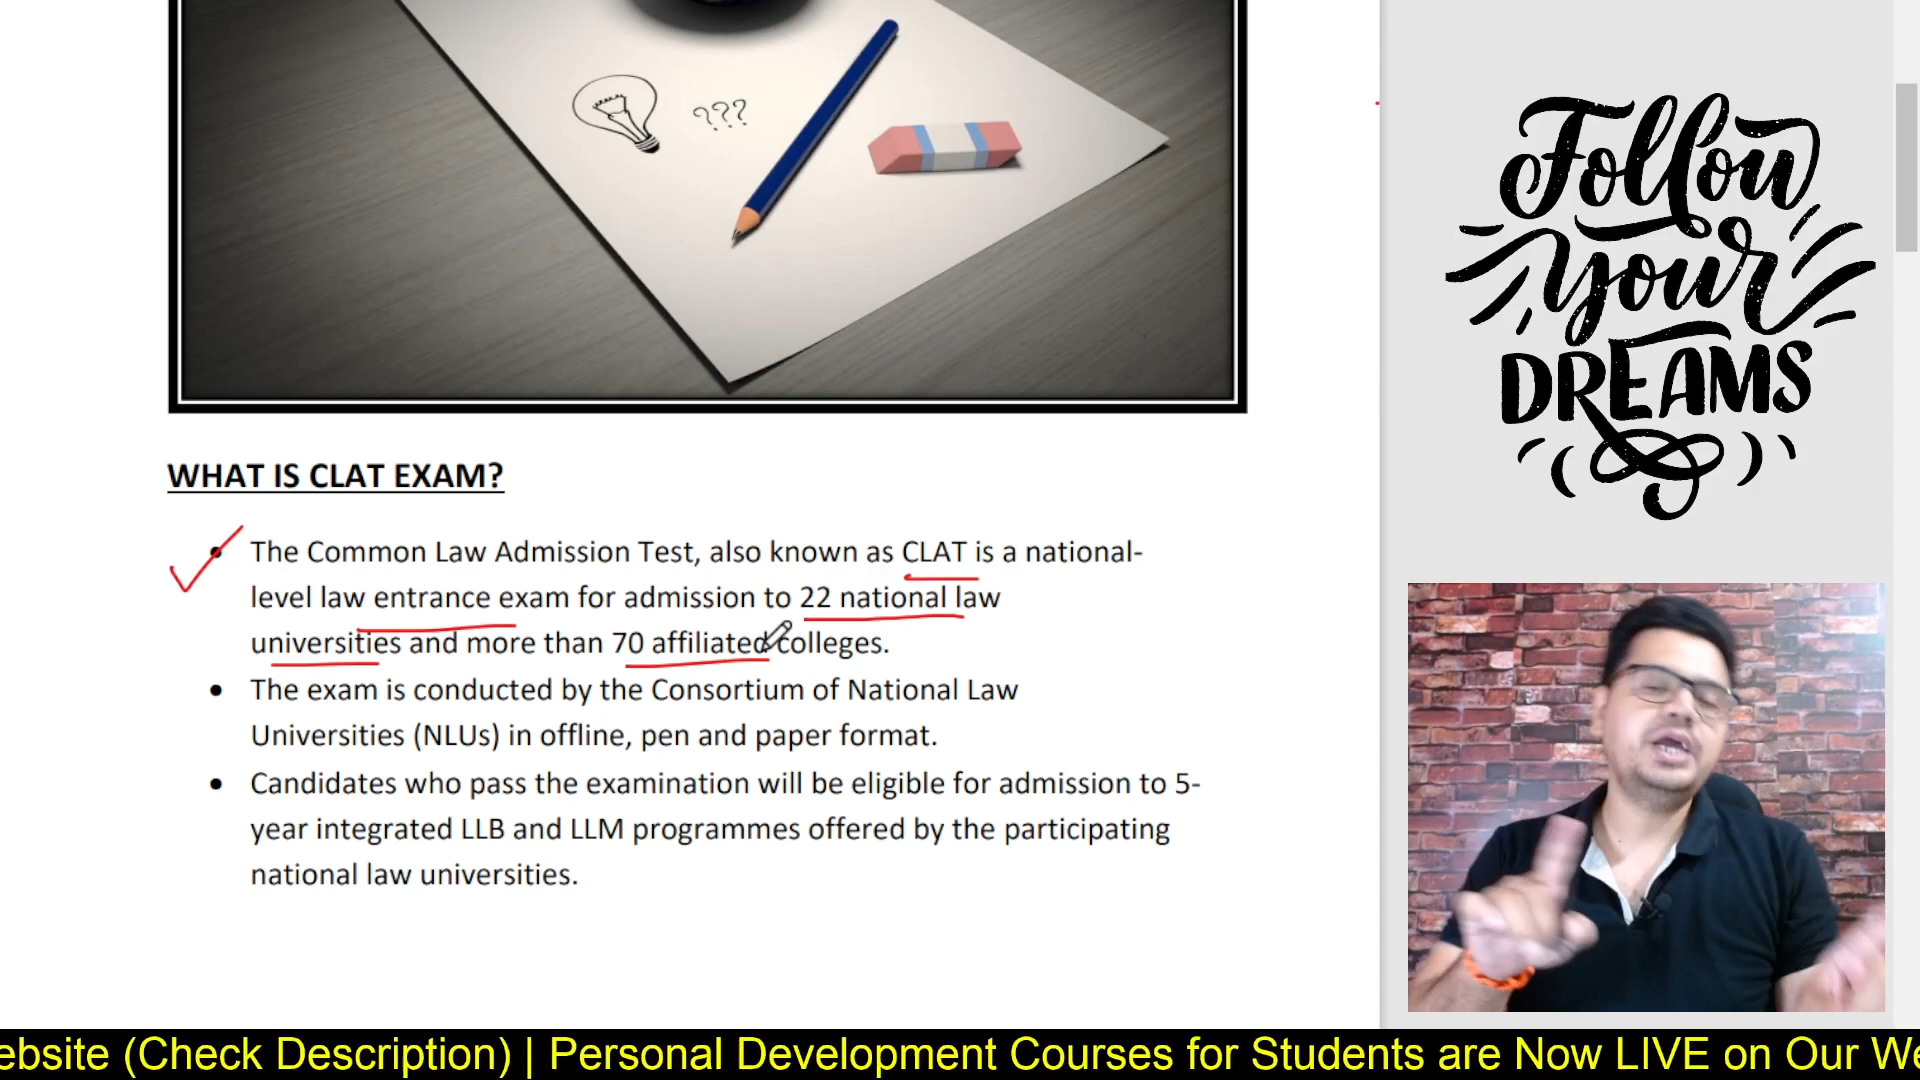 ???
WHAT IS CLAT EXAM?
The Common Law Admission Test, also known as CLAT is a national-
level law entrance exam for admission to 22 national law
universities and more than 70 affiliated colleges.
The exam is conducted by the Consortium of National Law
Universities (NLUs) in offline, pen and paper format.
Candidates who pass the examination will be eligible for admission to 5-
year integrated LLB and LLM programmes offered by the participating
national law universities.
Follow
Your
DREAMS
ebsite (Check Description) | Personal Development Courses for Students are Now LIVE on Our We